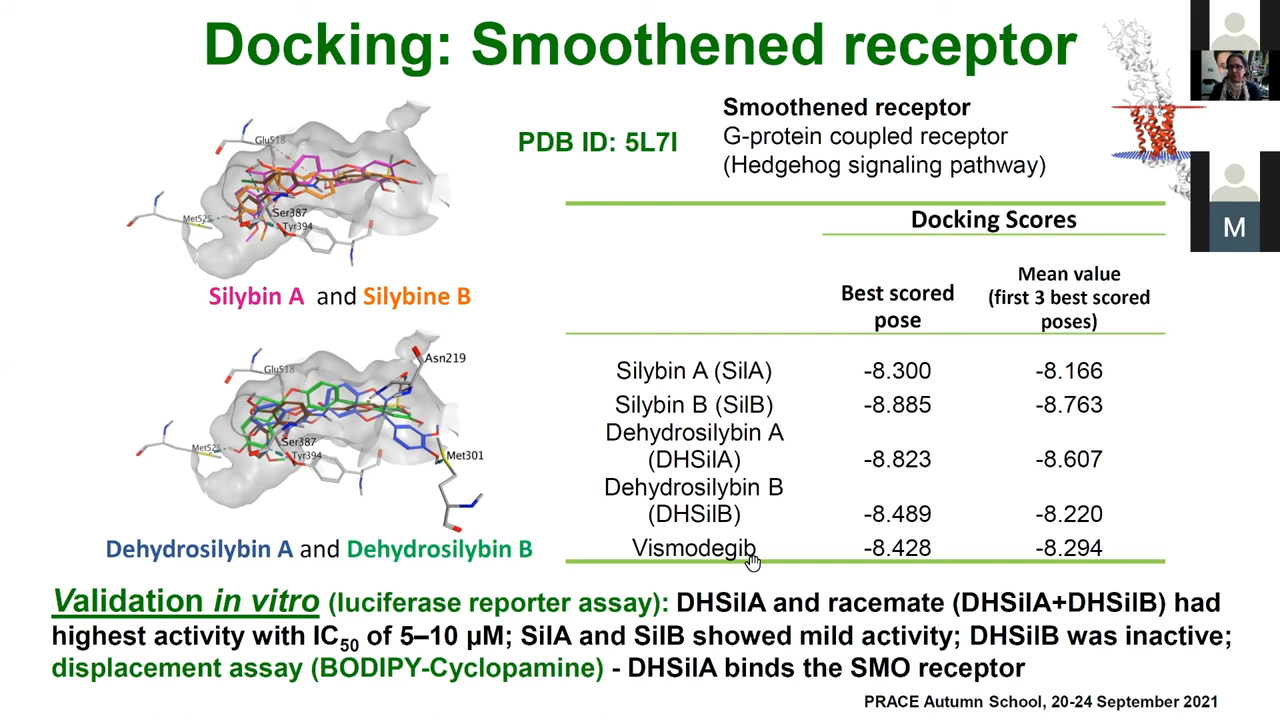 Docking: Smoothened receptor
Smoothened receptor
PDB ID: 5L7I
G-protein coupled receptor
(Hedgehog signaling pathway)
Glu518
Met525
Ser387
Tyr394
Silybin A and Silybine B
M
Docking Scores
Best scored pose
Mean value
(first 3 best scored
poses)
Silybin A (SilA) -8.300 -8.166
Silybin B (SilB) -8.885 -8.763
Dehydrosilybin A
(DHSilA) -8.823 -8.607
Dehydrosilybin B
(DHSilB) -8.489 -8.220
Vismodegib -8.428 -8.294
Asn219
Glu518
Ser387
Met525
Tyr394
Met301
Dehydrosilybin A and Dehydrosilybin B
Validation in vitro (luciferase reporter assay): DHSilA and racemate (DHSilA+DHSilB) had
highest activity with IC50 of 5–10 µM; SilA and SilB showed mild activity; DHSilB was inactive;
displacement assay (BODIPY-Cyclopamine) - DHSilA binds the SMO receptor
PRACE Autumn School, 20-24 September 2021